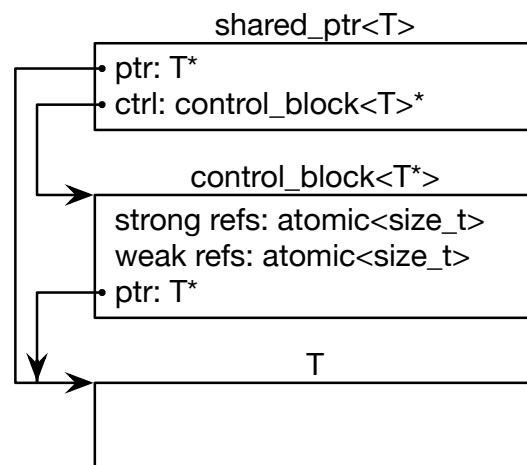 shared_ptr<T>
ptr: T*
ctrl: control_block<T>*
control_block<T*>
strong refs: atomic<size_t>
weak refs: atomic<size_t>
ptr: T*
T